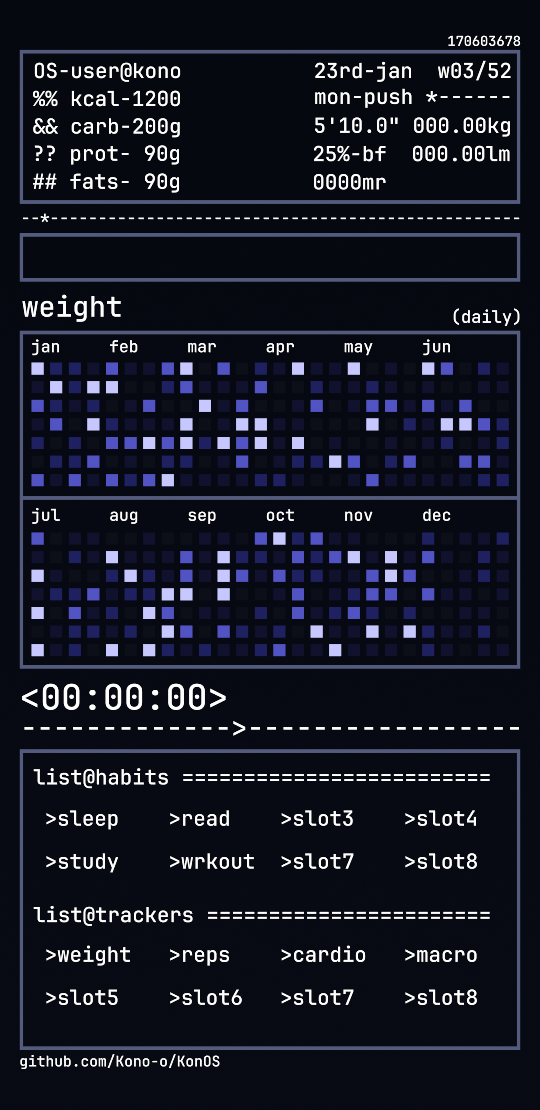 170603678
OS-user@kono 23rd-jan w03/52
%% kcal-1200 mon-push *------
&& carb-200g 5'10.0" 000.00kg
?? prot- 90g 25%-bf 000.00lm
## fats- 90g 0000mr
--*------------------------------------------------------
weight (daily)
jan feb mar apr may jun
jul aug sep oct nov dec
<00:00:00>
------------->-----------------
list@habits =========================
>sleep >read >slot3 >slot4
>study >wrkout >slot7 >slot8
list@trackers =======================
>weight >reps >cardio >macro
>slot5 >slot6 >slot7 >slot8
github.com/Kono-o/KonOS